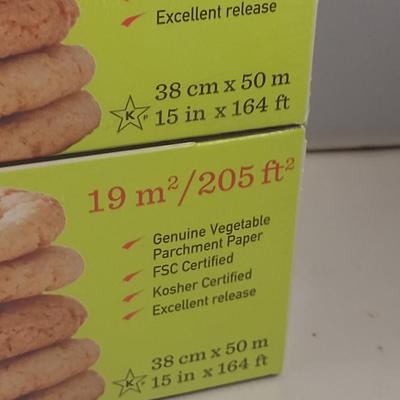 Excellent release
38 cm x 50 m
K P 15 in x 164 ft
19 m²/205 ft²
Genuine Vegetable
Parchment Paper
FSC Certified
Kosher Certified
Excellent release
38 cm x 50 m
K P 15 in x 164 ft